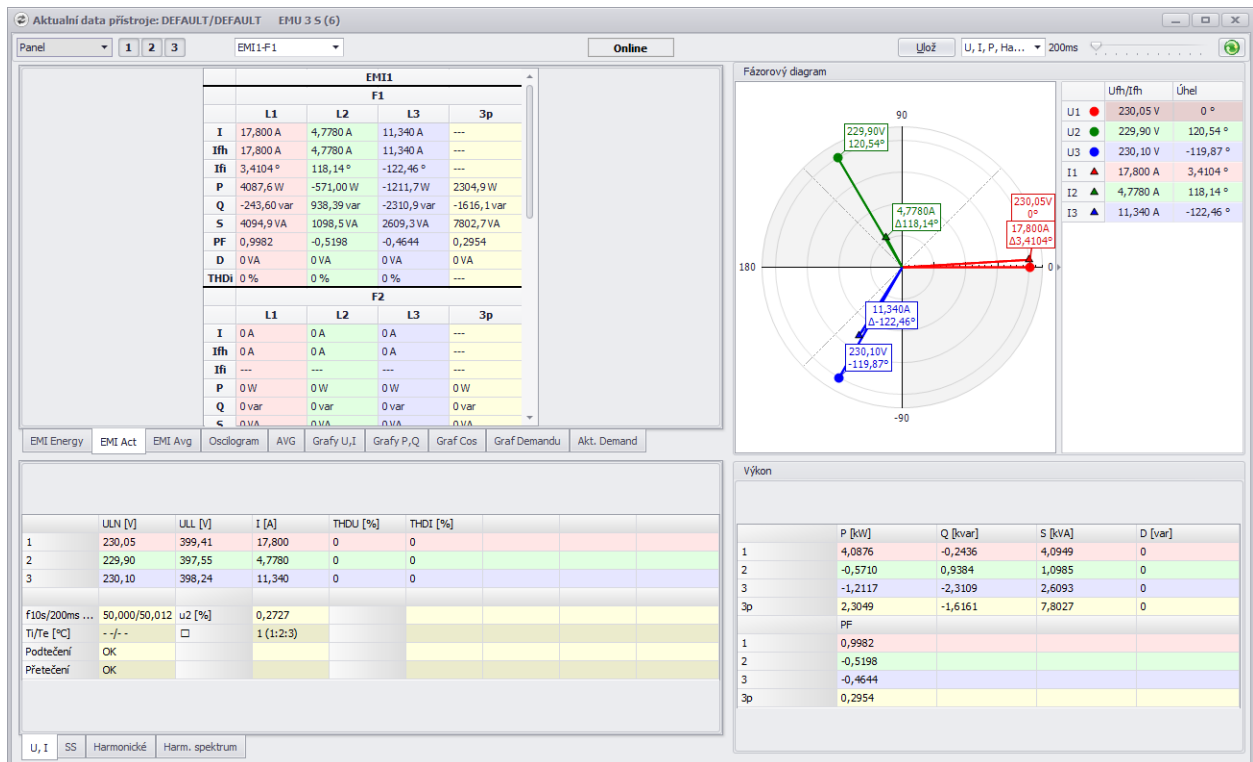 Aktualní data přístroje: DEFAULT/DEFAULT EMU 3 S (6)
Panel 1 2 3 EMI1-F1 Online Ulož U, I, P, Ha... 200ms
EMI1
F1
L1 L2 L3 3p
I 17,800 A 4,7780 A 11,340 A ---
Ifh 17,800 A 4,7780 A 11,340 A ---
Ifi 3,4104 ° 118,14 ° -122,46 ° ---
P 4087,6 W -571,00 W -1211,7 W 2304,9 W
Q -243,60 var 938,39 var -2310,9 var -1616,1 var
S 4094,9 VA 1098,5 VA 2609,3 VA 7802,7 VA
PF 0,9982 -0,5198 -0,4644 0,2954
D 0 VA 0 VA 0 VA 0 VA
THDi 0 % 0 % 0 % ---
F2
L1 L2 L3 3p
I 0 A 0 A 0 A ---
Ifh 0 A 0 A 0 A ---
Ifi --- --- --- ---
P 0 W 0 W 0 W 0 W
Q 0 var 0 var 0 var 0 var
S 0 VA 0 VA 0 VA 0 VA
EMI Energy EMI Act EMI Avg Oscilogram AVG Grafy U,I Grafy P,Q Graf Cos Graf Demandu Akt. Demand
Fázorový diagram
90
229,90V
120,54°
4,7780A
Δ118,14°
230,05V
0°
17,800A
Δ3,4104°
180
0
11,340A
Δ-122,46°
230,10V
-119,87°
-90
Ufh/Ifh Úhel
U1 230,05 V 0 °
U2 229,90 V 120,54 °
U3 230,10 V -119,87 °
I1 17,800 A 3,4104 °
I2 4,7780 A 118,14 °
I3 11,340 A -122,46 °
ULN [V] ULL [V] I [A] THDU [%] THDI [%]
1 230,05 399,41 17,800 0 0
2 229,90 397,55 4,7780 0 0
3 230,10 398,24 11,340 0 0
f10s/200ms ... 50,000/50,012 u2 [%] 0,2727
Ti/Te [°C] - -/- - □ 1 (1:2:3)
Podtečení OK
Přetečení OK
U, I SS Harmonické Harm. spektrum
Výkon
P [kW] Q [kvar] S [kVA] D [var]
1 4,0876 -0,2436 4,0949 0
2 -0,5710 0,9384 1,0985 0
3 -1,2117 -2,3109 2,6093 0
3p 2,3049 -1,6161 7,8027 0
PF
1 0,9982
2 -0,5198
3 -0,4644
3p 0,2954